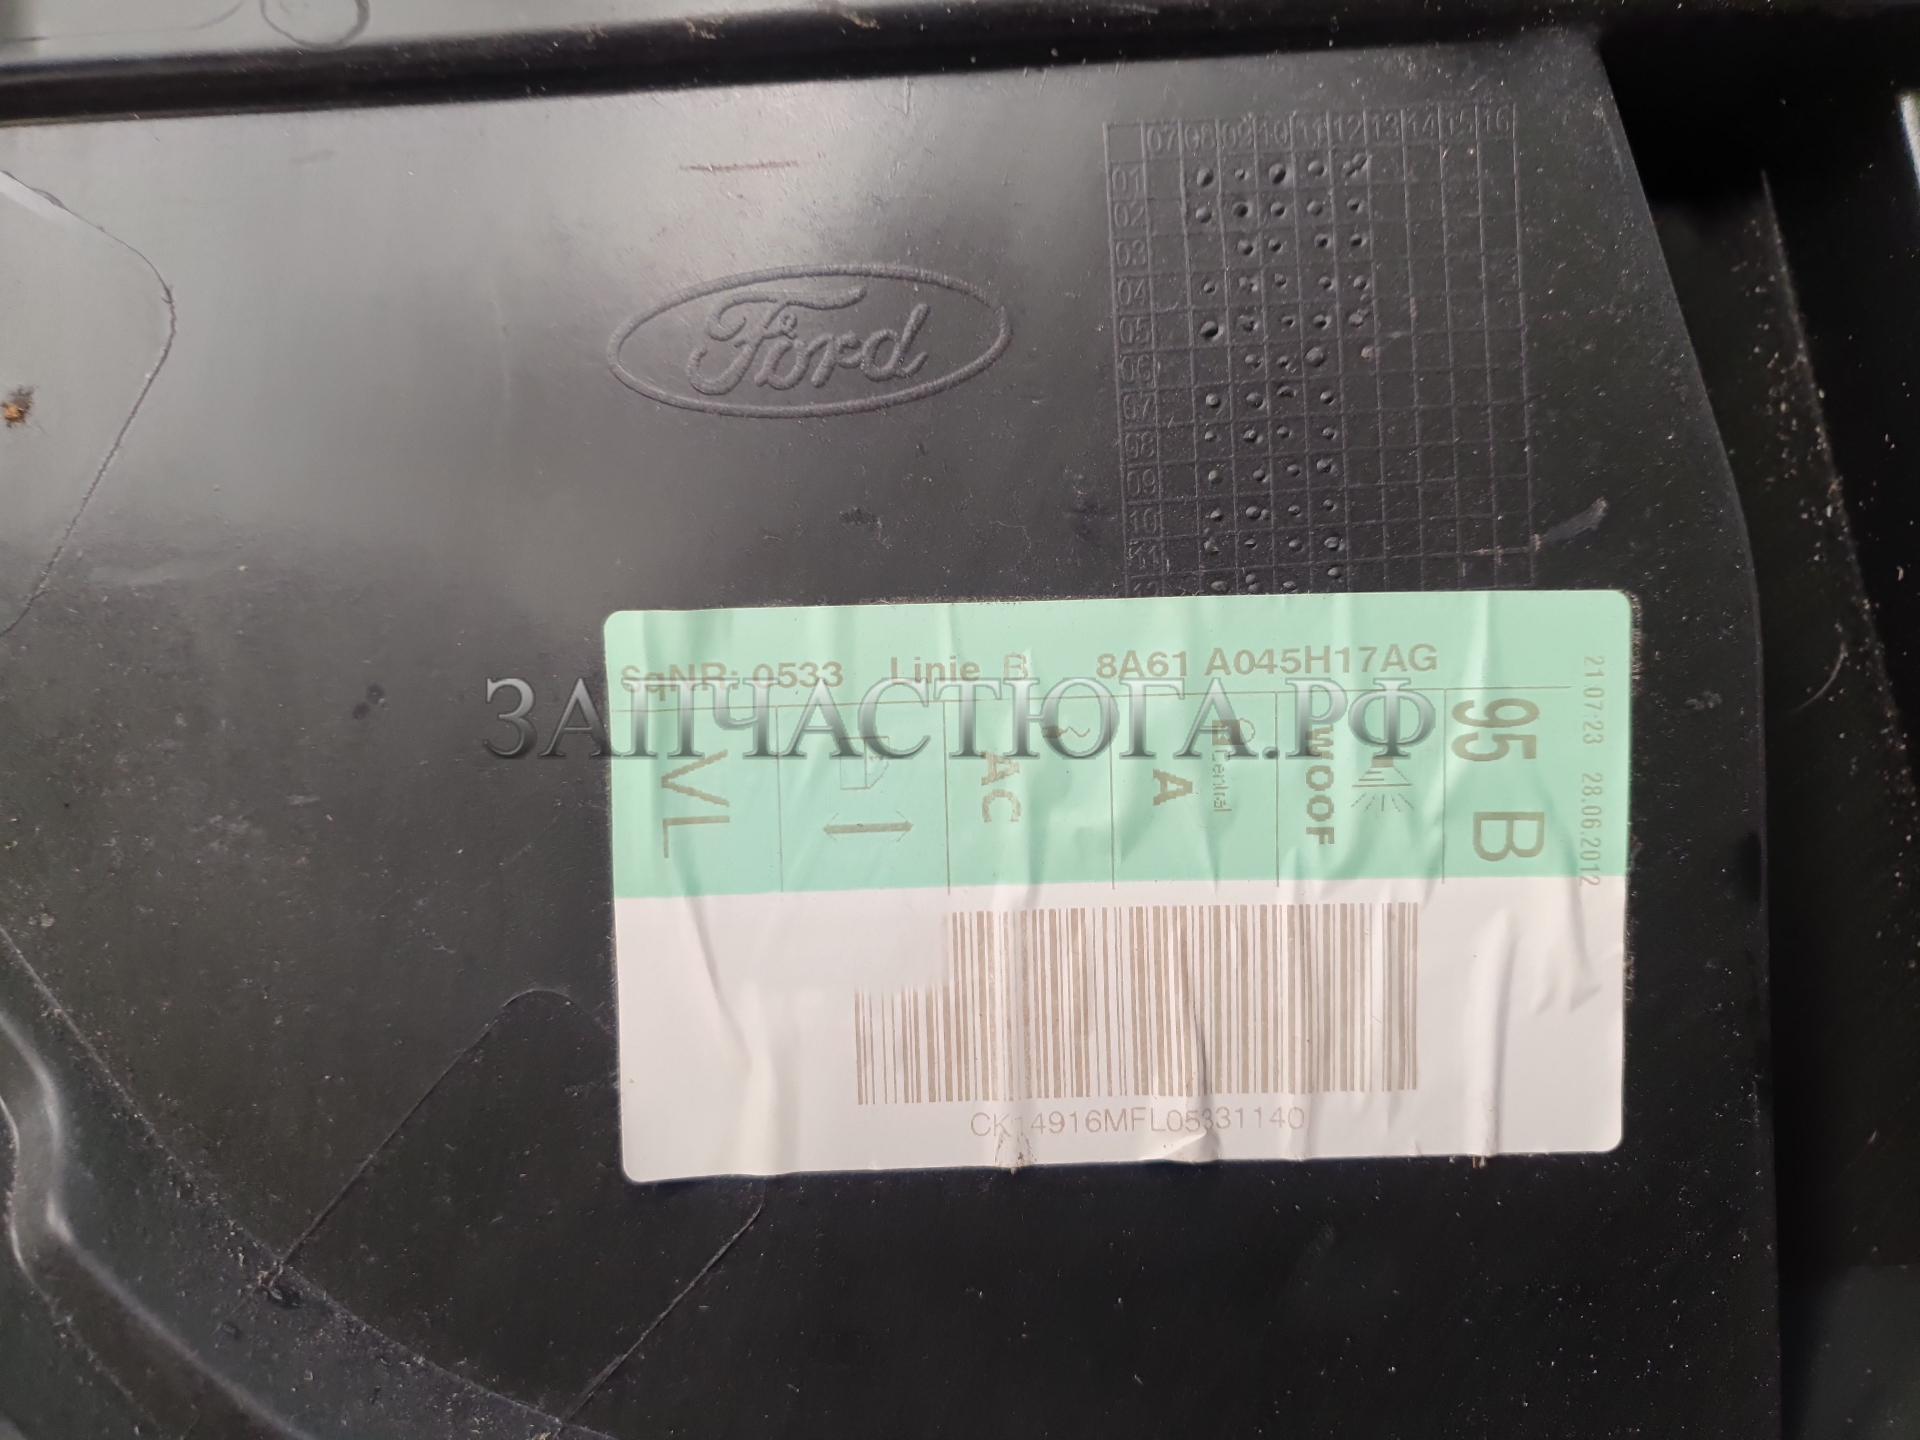 Ford
07 08 09 10 11 12 13 14 15 16
01
02
03
04
05
06
07
08
09
10
11
SqNR: 0533 Linie B 8A61 A045H17AG
ЗАПЧАСТЮГА.РФ
VL
AC
Central
A
WOOF
95 B
21:07:23 28.06.2012
CK14916MFL05331140